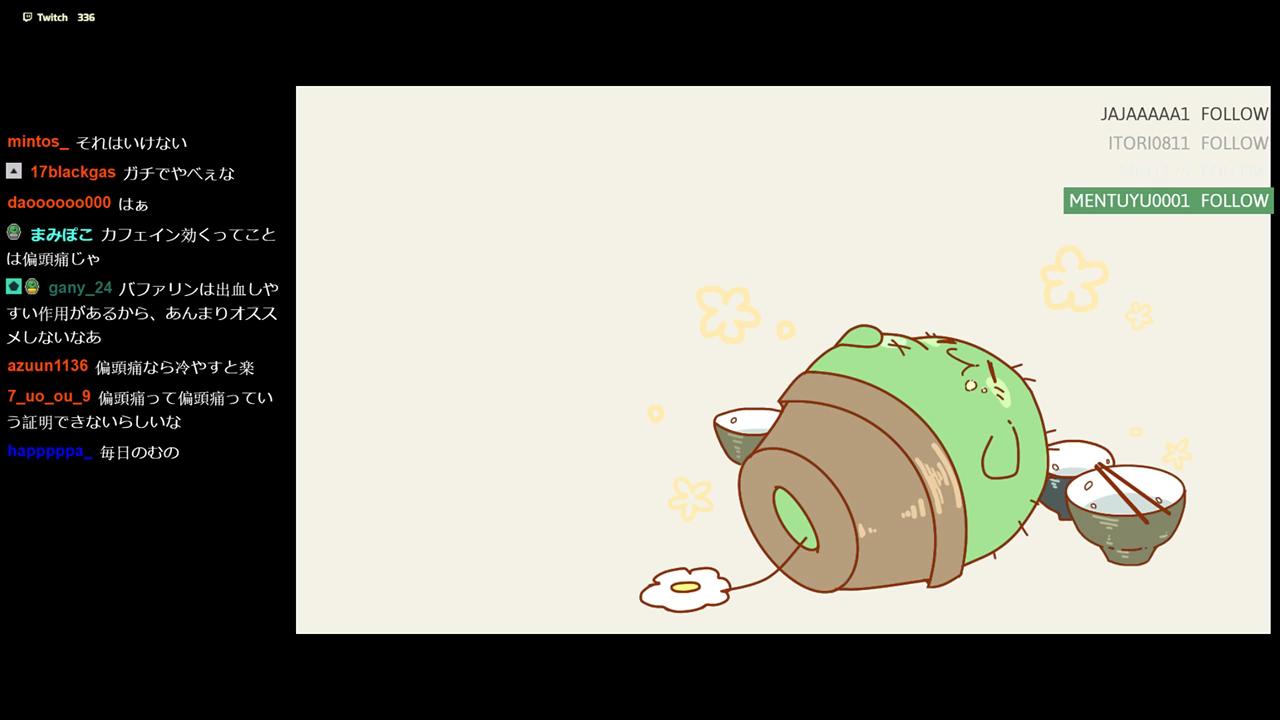 Twitch 336
JAJAAAAA1 FOLLOW
ITORI0811 FOLLOW
MENTUYU0001 FOLLOW
mintos_ それはいけない
17blackgas ガチでやべぇな
daoooooo000 はぁ
まみぽこ カフェイン効くってこと
は偏頭痛じゃ
gany_24 バファリンは出血しや
すい作用があるから、あんまりオスス
メしないなあ
azuun1136 偏頭痛なら冷やすと楽
7_uo_ou_9 偏頭痛って偏頭痛ってい
う証明できないらしいな
happpppa_ 毎日のむの